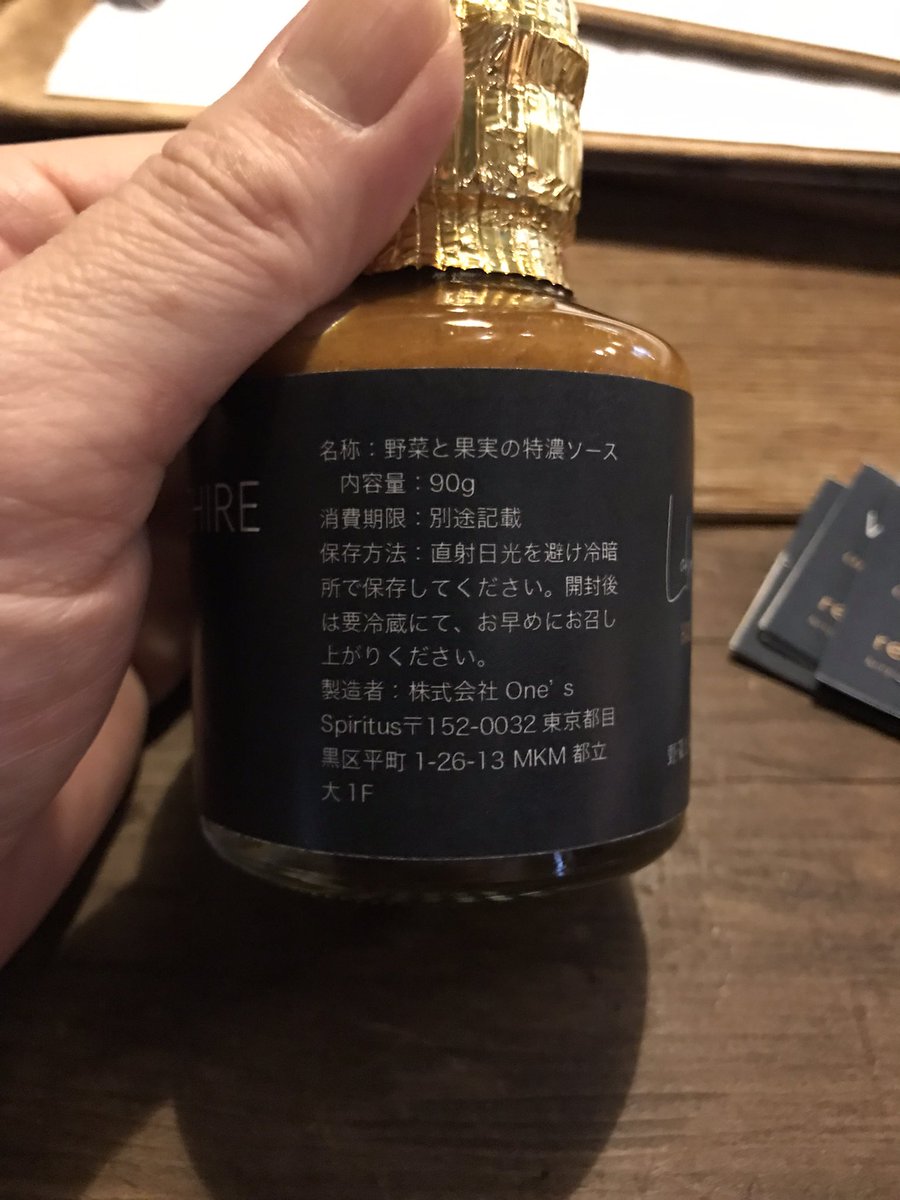 HIRE
名称：野菜と果実の特濃ソース
内容量：90g
消費期限：別途記載
保存方法：直射日光を避け冷暗
所で保存してください。開封後
は要冷蔵にて、お早めにお召し
上がりください。
製造者：株式会社 One's
Spiritus〒152-0032 東京都目
黒区平町 1-26-13 MKM 都立
大 1F
re
re